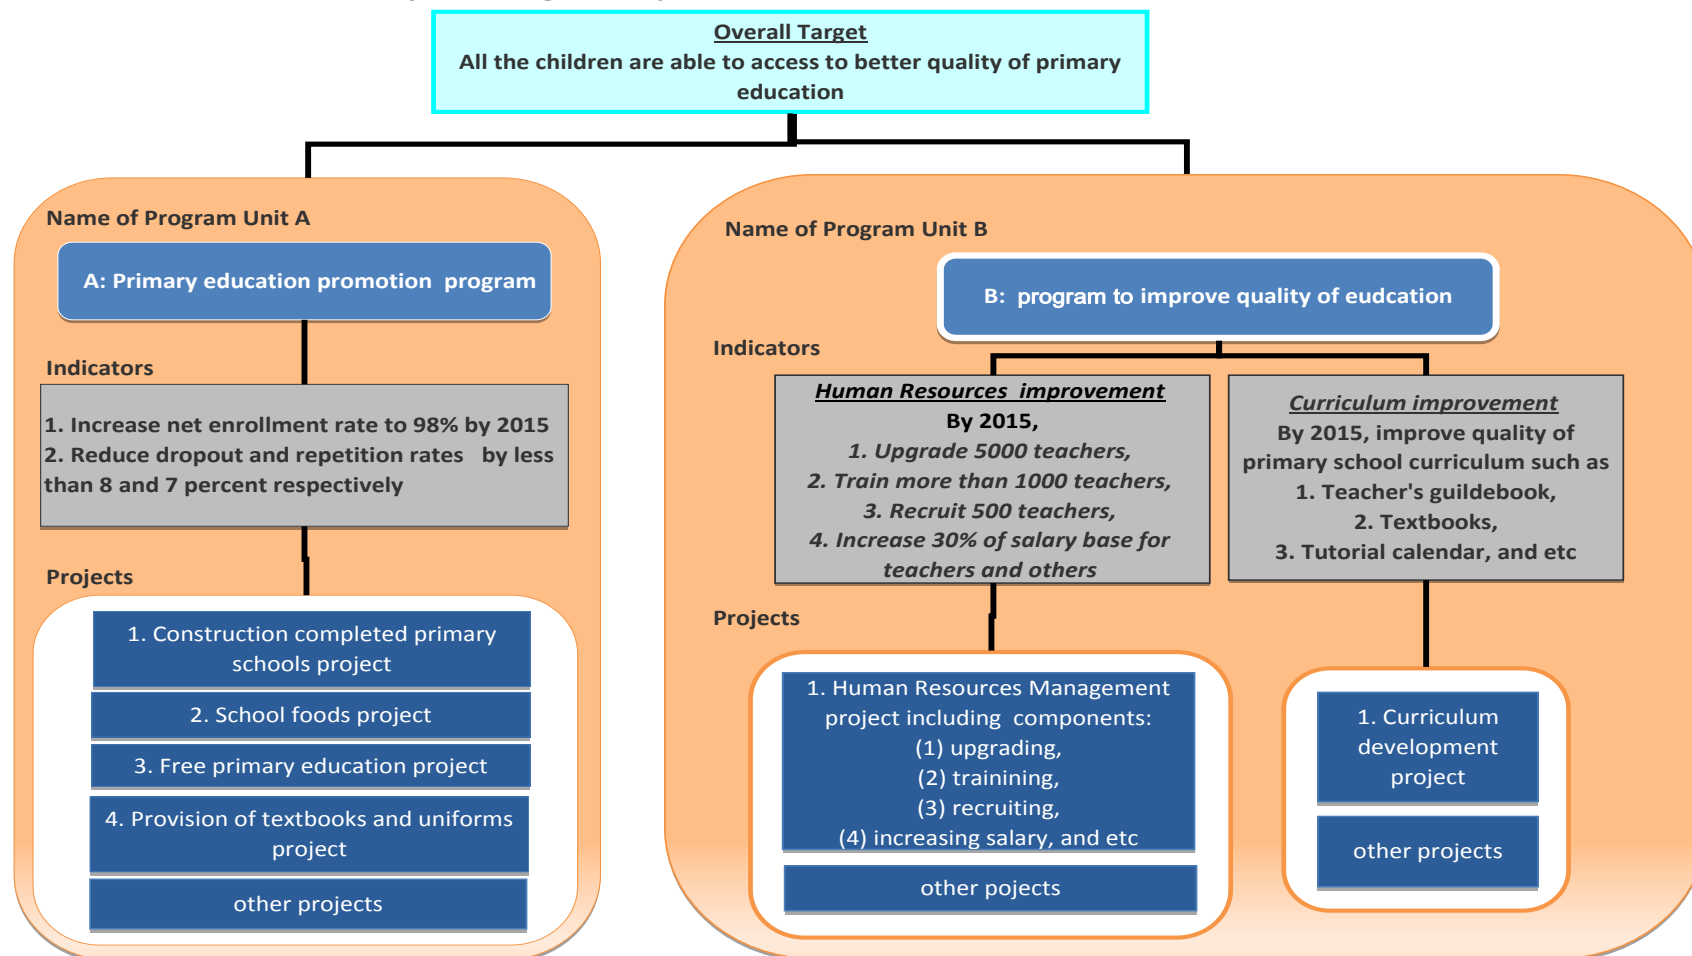 Overall Target
All the children are able to access to better quality of primary
education
Name of Program Unit A
A: Primary education promotion program
Indicators
1. Increase net enrollment rate to 98% by 2015
2. Reduce dropout and repetition rates by less
than 8 and 7 percent respectively
Projects
1. Construction completed primary
schools project
2. School foods project
3. Free primary education project
4. Provision of textbooks and uniforms
project
other projects
Name of Program Unit B
B: program to improve quality of eudcation
Indicators
Human Resources improvement
By 2015,
1. Upgrade 5000 teachers,
2. Train more than 1000 teachers,
3. Recruit 500 teachers,
4. Increase 30% of salary base for
teachers and others
Curriculum improvement
By 2015, improve quality of
primary school curriculum such as
1. Teacher's guildebook,
2. Textbooks,
3. Tutorial calendar, and etc
Projects
1. Human Resources Management
project including components:
(1) upgrading,
(2) trainining,
(3) recruiting,
(4) increasing salary, and etc
other pojects
1. Curriculum
development
project
other projects